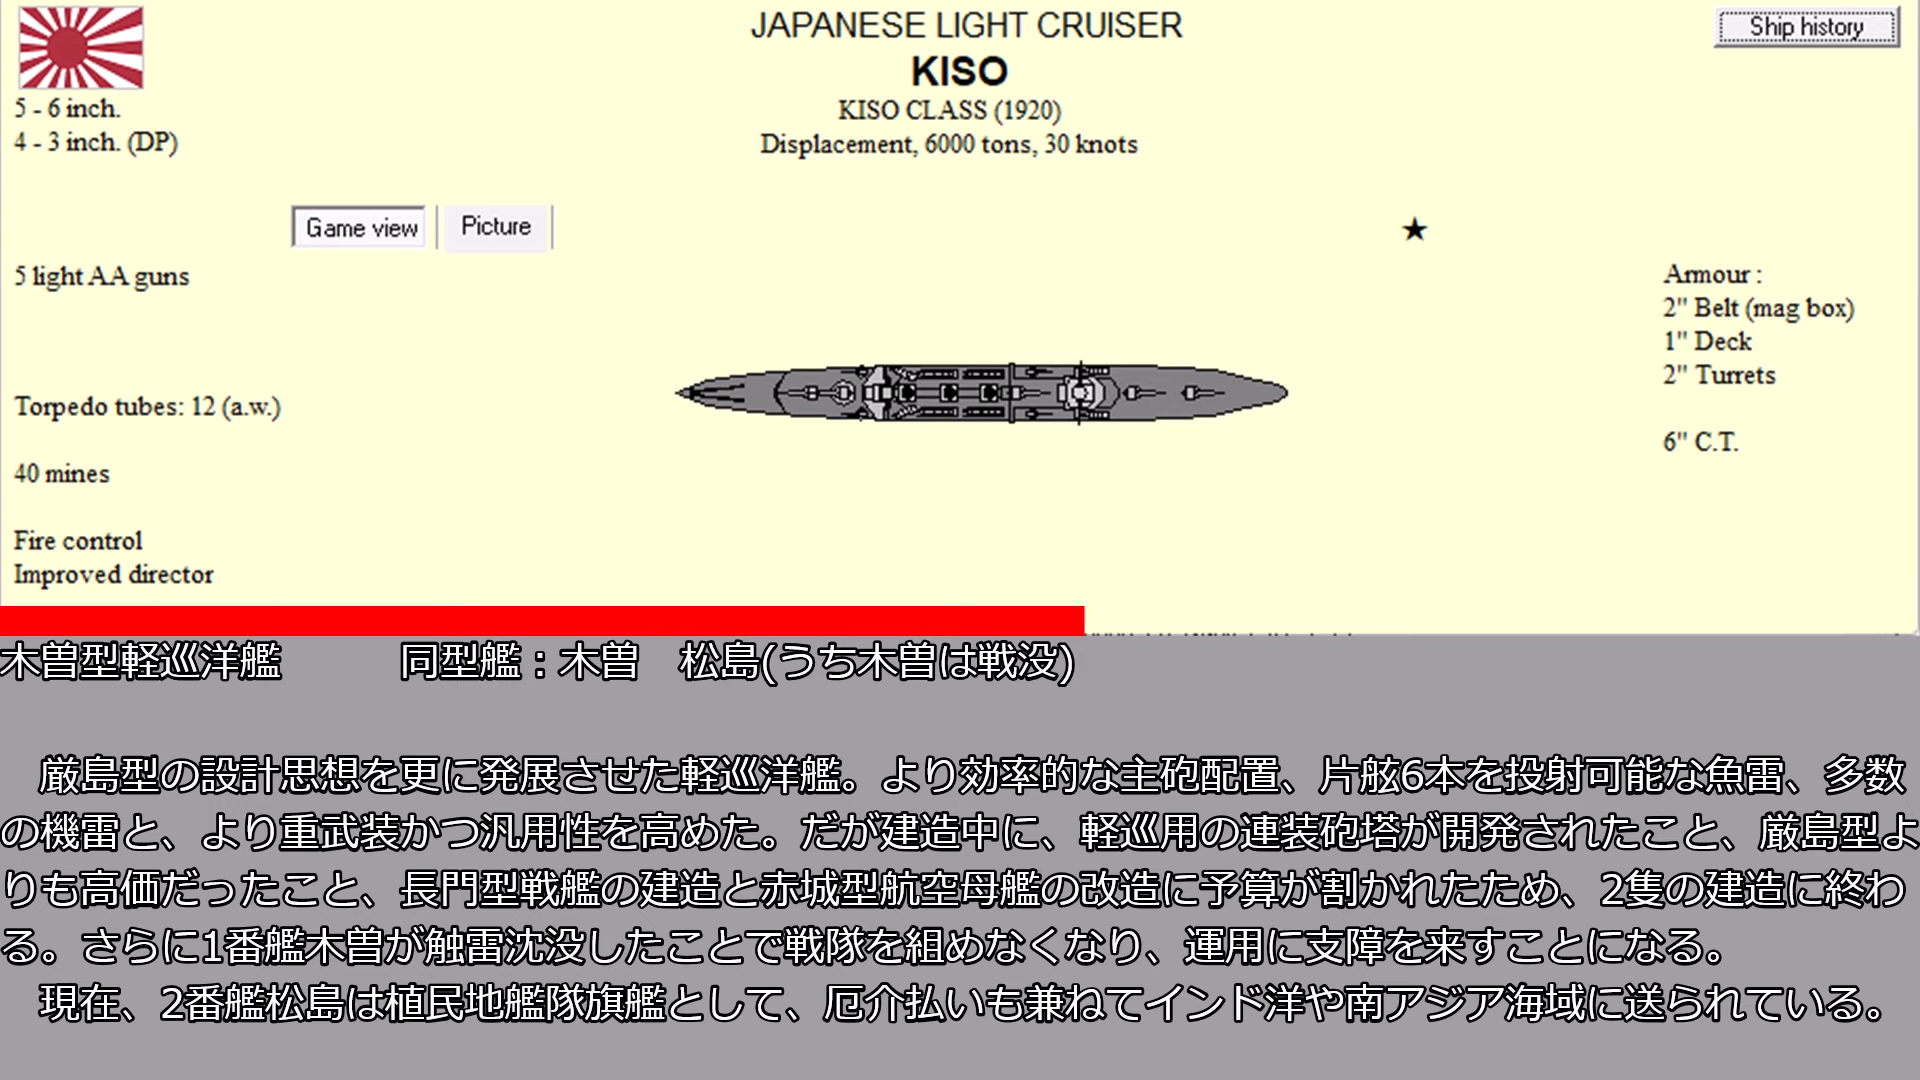 JAPANESE LIGHT CRUISER
Ship history
KISO
5 - 6 inch.
KISO CLASS (1920)
4 - 3 inch. (DP)
Displacement, 6000 tons, 30 knots
Game view
Picture
★
5 light AA guns
Armour :
2" Belt (mag box)
1" Deck
2" Turrets
Torpedo tubes: 12 (a.w.)
6" C.T.
40 mines
Fire control
Improved director
木曽型軽巡洋艦　　　同型艦：木曽　松島(うち木曽は戦没)
　厳島型の設計思想を更に発展させた軽巡洋艦。より効率的な主砲配置、片舷6本を投射可能な魚雷、多数
の機雷と、より重武装かつ汎用性を高めた。だが建造中に、軽巡用の連装砲塔が開発されたこと、厳島型よ
りも高価だったこと、長門型戦艦の建造と赤城型航空母艦の改造に予算が割かれたため、2隻の建造に終わ
る。さらに1番艦木曽が触雷沈没したことで戦隊を組めなくなり、運用に支障を来すことになる。
　現在、2番艦松島は植民地艦隊旗艦として、厄介払いも兼ねてインド洋や南アジア海域に送られている。